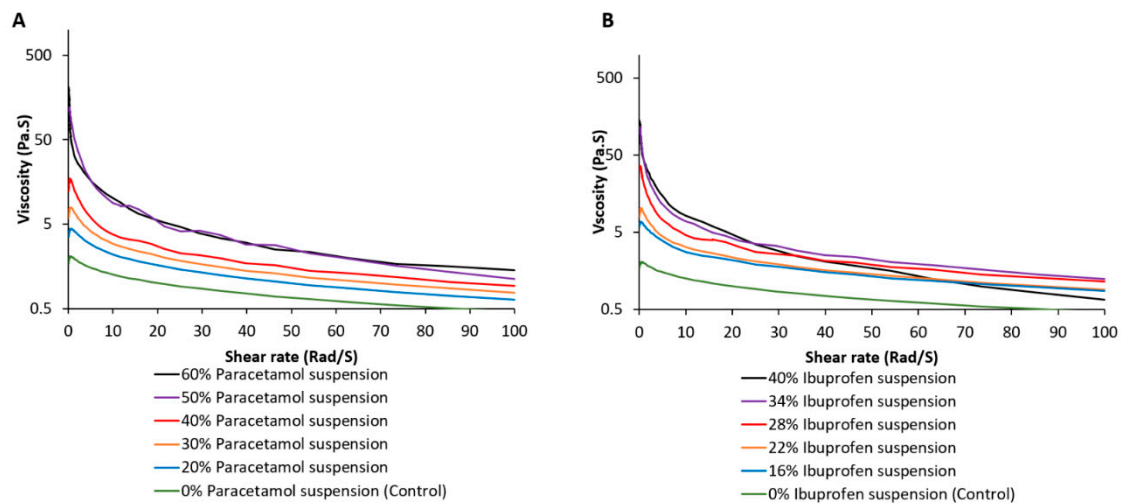 A
Viscosity (Pa.S)
500
50
5
0.5
0 10 20 30 40 50 60 70 80 90 100
Shear rate (Rad/S)
60% Paracetamol suspension
50% Paracetamol suspension
40% Paracetamol suspension
30% Paracetamol suspension
20% Paracetamol suspension
0% Paracetamol suspension (Control)
B
Vscosity (Pa.S)
500
50
5
0.5
0 10 20 30 40 50 60 70 80 90 100
Shear rate (Rad/S)
40% Ibuprofen suspension
34% Ibuprofen suspension
28% Ibuprofen suspension
22% Ibuprofen suspension
16% Ibuprofen suspension
0% Ibuprofen suspension (Control)